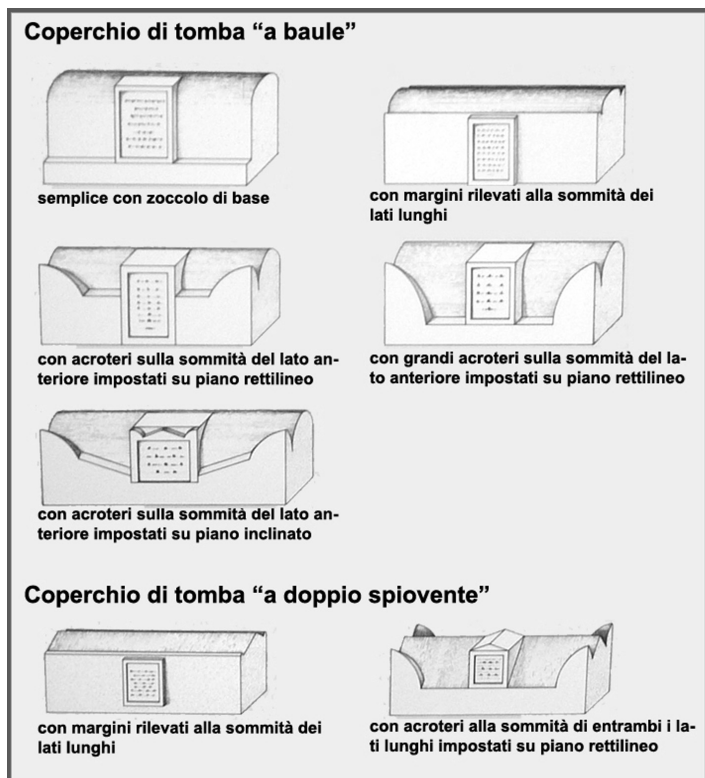 Coperchio di tomba “a baule”
semplice con zoccolo di base
con margini rilevati alla sommità dei
lati lunghi
con acroteri sulla sommità del lato an-
teriore impostati su piano rettilineo
con grandi acroteri sulla sommità del la-
to anteriore impostati su piano rettilineo
con acroteri sulla sommità del lato an-
teriore impostati su piano inclinato
Coperchio di tomba “a doppio spiovente”
con margini rilevati alla sommità dei
lati lunghi
con acroteri alla sommità di entrambi i la-
ti lunghi impostati su piano rettilineo